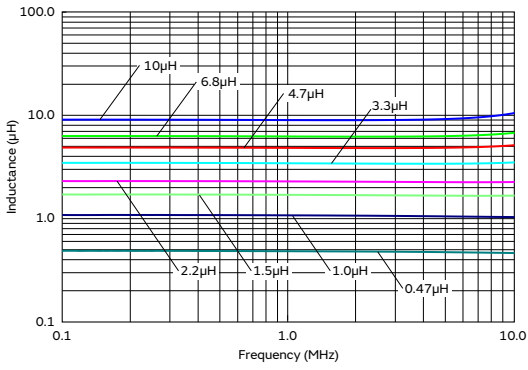 100.0
10µH
6.8µH
4.7µH
3.3µH
10.0
Inductance (µH)
1.0
2.2µH
1.5µH
1.0µH
0.47µH
0.1
0.1
1.0
10.0
Frequency (MHz)